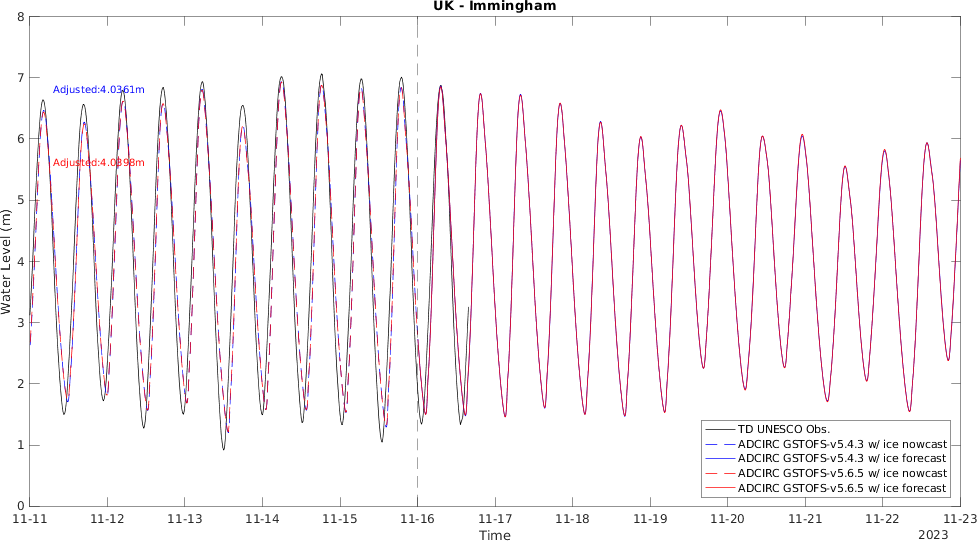 UK - Immingham
8
7
6
5
4
3
2
1
0
Water Level (m)
Adjusted:4.0361m
Adjusted:4.0398m
TD UNESCO Obs.
ADCIRC GSTOFS-v5.4.3 w/ ice nowcast
ADCIRC GSTOFS-v5.4.3 w/ ice forecast
ADCIRC GSTOFS-v5.6.5 w/ ice nowcast
ADCIRC GSTOFS-v5.6.5 w/ ice forecast
11-11 11-12 11-13 11-14 11-15 11-16 11-17 11-18 11-19 11-20 11-21 11-22 11-23
Time
2023